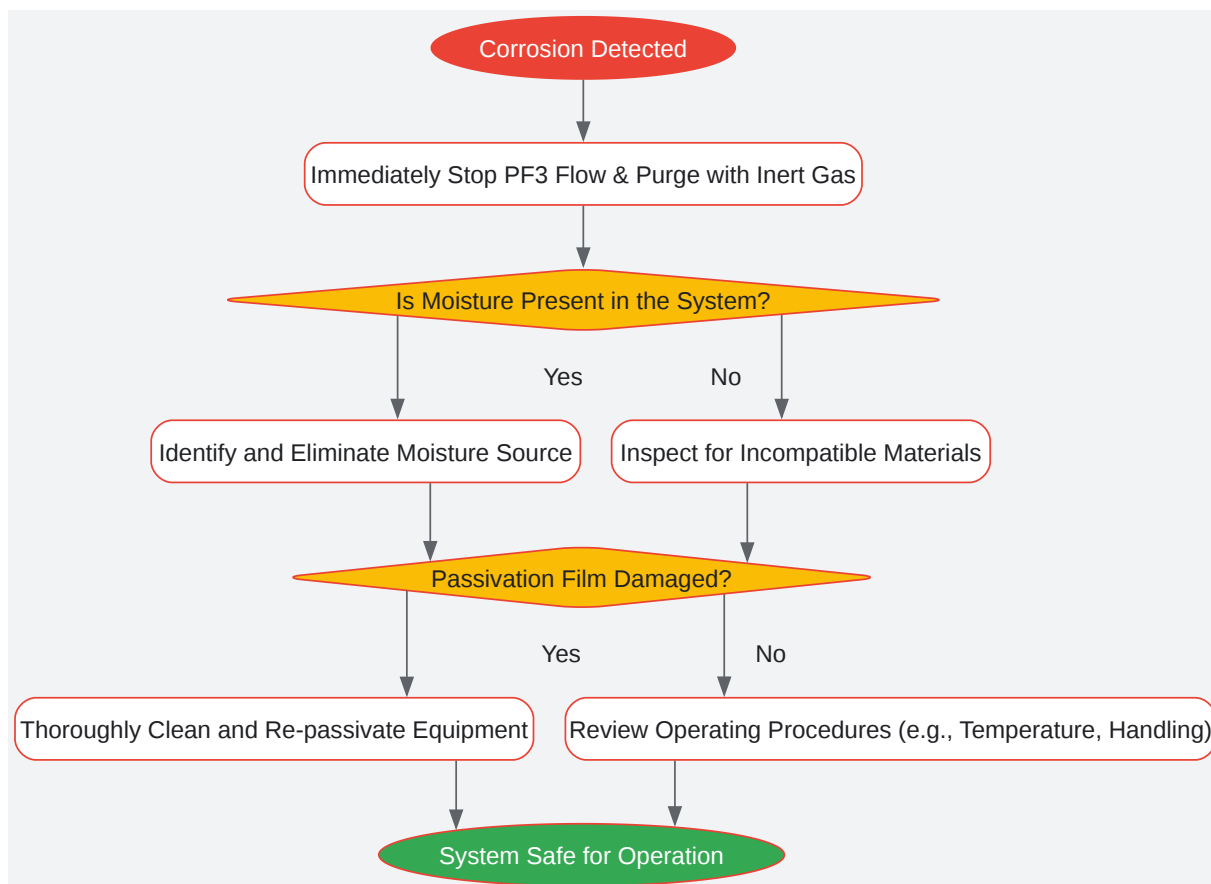 Corrosion Detected
Immediately Stop PF3 Flow & Purge with Inert Gas
Is Moisture Present in the System?
Yes
No
Identify and Eliminate Moisture Source
Inspect for Incompatible Materials
Passivation Film Damaged?
Yes
No
Thoroughly Clean and Re-passivate Equipment
Review Operating Procedures (e.g., Temperature, Handling)
System Safe for Operation